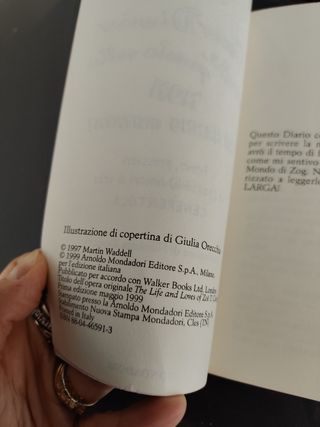 Illustrazione di copertina di Giulia Orecchia
© 1997 Martin Waddell
© 1999 Arnoldo Mondadori Editore S.p.A., Milano,
per l'edizione italiana
Pubblicato per accordo con Walker Books Ltd, London
Titolo dell'opera originale The Life and Loves of Zoë T. Curley
Prima edizione maggio 1999
Stampato presso la Arnoldo Mondadori Editore S.p.A.
Stabilimento Nuova Stampa Mondadori, Cles (TN)
Printed in Italy
ISBN 88-04-46591-3
Questo Diario
per scrivere la
avrò il tempo di
come mi sentivo
Mondo di Zog. N
rizzato a leggerl
LARGA!